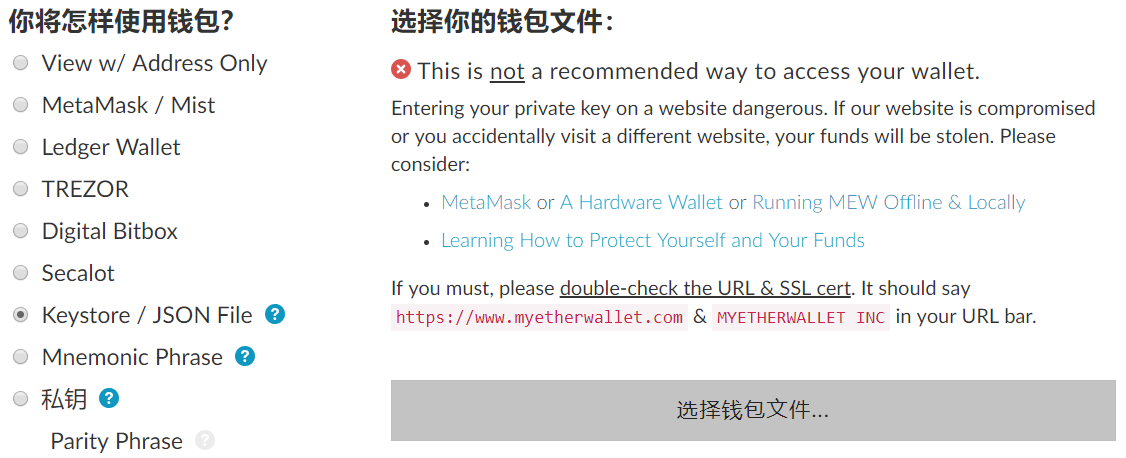 你将怎样使用钱包?
View w/ Address Only
MetaMask / Mist
Ledger Wallet
TREZOR
Digital Bitbox
Secalot
Keystore / JSON File ?
Mnemonic Phrase ?
私钥 ?
Parity Phrase ?
选择你的钱包文件:
This is not a recommended way to access your wallet.
Entering your private key on a website dangerous. If our website is compromised
or you accidentally visit a different website, your funds will be stolen. Please
consider:
• MetaMask or A Hardware Wallet or Running MEW Offline & Locally
• Learning How to Protect Yourself and Your Funds
If you must, please double-check the URL & SSL cert. It should say
https://www.myetherwallet.com & MYETHERWALLET INC in your URL bar.
选择钱包文件...